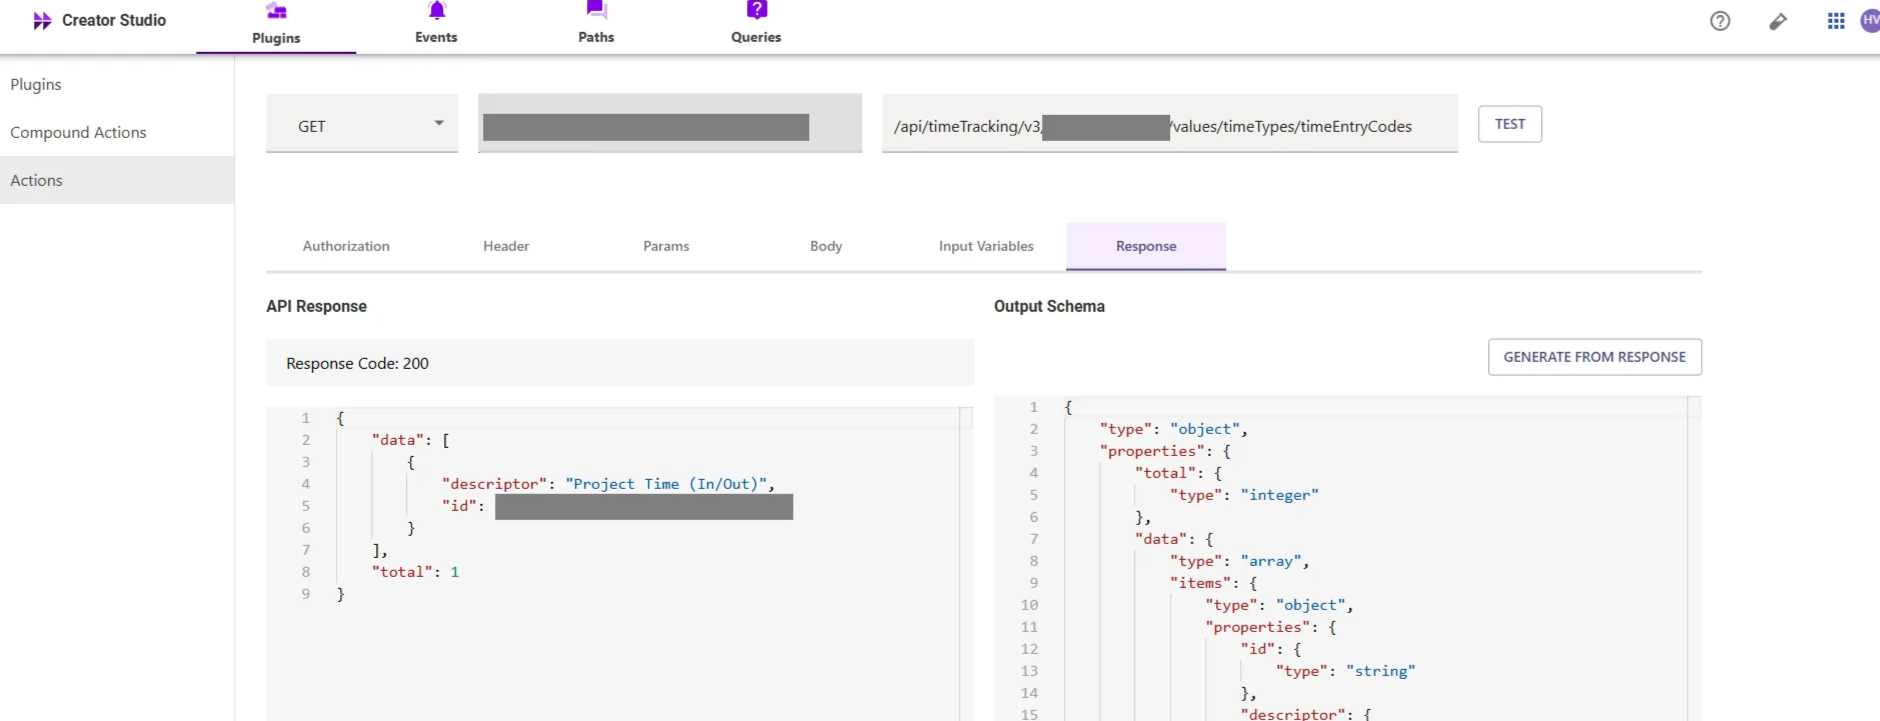 Creator Studio
Plugins
Events
Paths
Queries
HV
Plugins
Compound Actions
Actions
GET
/api/timeTracking/v3/
/values/timeTypes/timeEntryCodes
TEST
Authorization
Header
Params
Body
Input Variables
Response
API Response
Response Code: 200
1 {
2 "data": [
3 {
4 "descriptor": "Project Time (In/Out)",
5 "id":
6 }
7 ],
8 "total": 1
9 }
Output Schema
GENERATE FROM RESPONSE
1 {
2 "type": "object",
3 "properties": {
4 "total": {
5 "type": "integer"
6 },
7 "data": {
8 "type": "array",
9 "items": {
10 "type": "object",
11 "properties": {
12 "id": {
13 "type": "string"
14 },
15 "descriptor": {